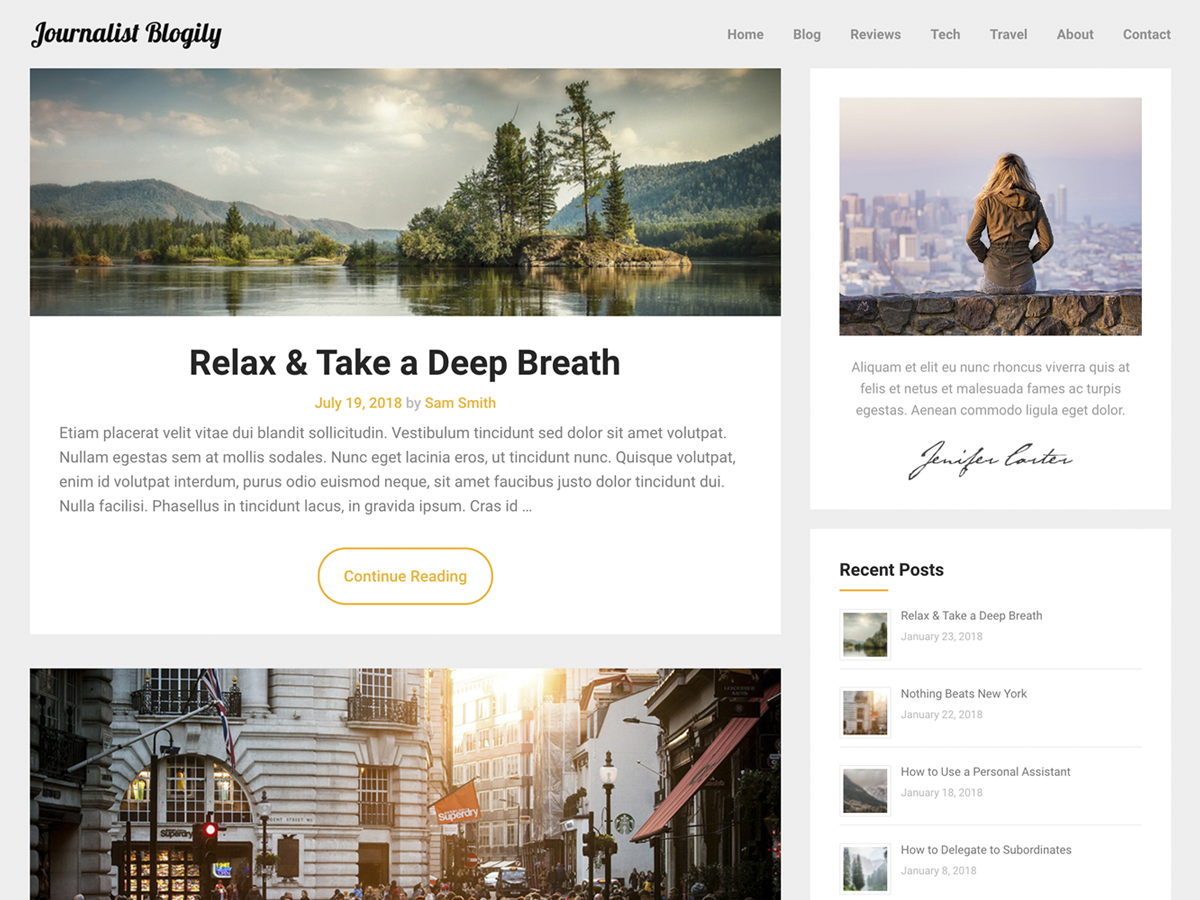 Journalist Blogily
Home Blog Reviews Tech Travel About Contact
Relax & Take a Deep Breath
July 19, 2018 by Sam Smith
Etiam placerat velit vitae dui blandit sollicitudin. Vestibulum tincidunt sed dolor sit amet volutpat.
Nullam egestas sem at mollis sodales. Nunc eget lacinia eros, ut tincidunt nunc. Quisque volutpat,
enim id volutpat interdum, purus odio euismod neque, sit amet faucibus justo dolor tincidunt dui.
Nulla facilisi. Phasellus in tincidunt lacus, in gravida ipsum. Cras id ...
Continue Reading
Superdry
Superdry
Aliquam et elit eu nunc rhoncus viverra quis at
felis et netus et malesuada fames ac turpis
egestas. Aenean commodo ligula eget dolor.
Jenifer Carter
Recent Posts
Relax & Take a Deep Breath
January 23, 2018
Nothing Beats New York
January 22, 2018
How to Use a Personal Assistant
January 18, 2018
How to Delegate to Subordinates
January 8, 2018